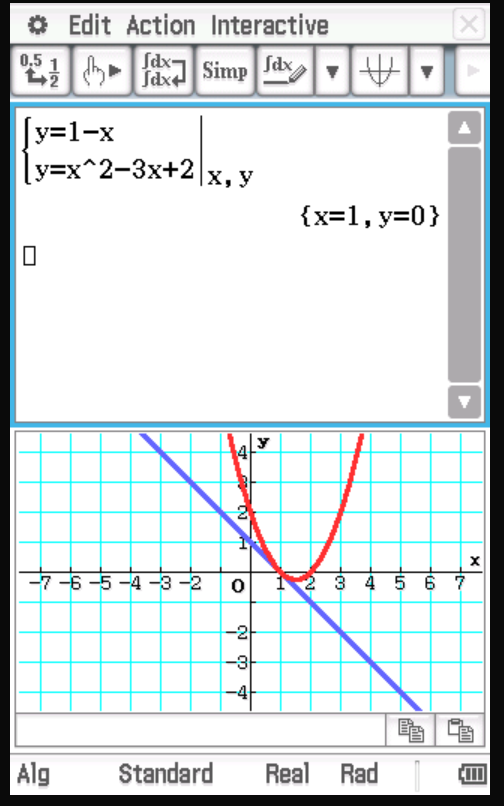 Edit Action Interactive
0.5 1 2 ∫dx ∫dx Simp ∫dx
y=1−x
y=x^2−3x+2 x,y
{x=1,y=0}
y
4
3
2
1
x
−7 −6 −5 −4 −3 −2 O 1 2 3 4 5 6 7
−2
−3
−4
Alg Standard Real Rad